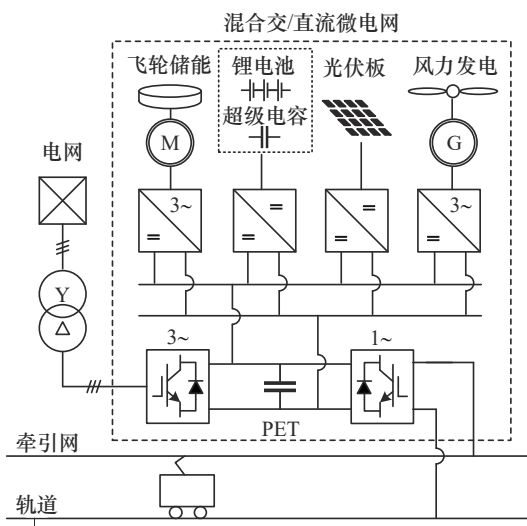 混合交/直流微电网
飞轮储能
锂电池
光伏板
风力发电
超级电容
电网
M
G
3~
3~
Y
Δ
3~
1~
PET
牵引网
轨道